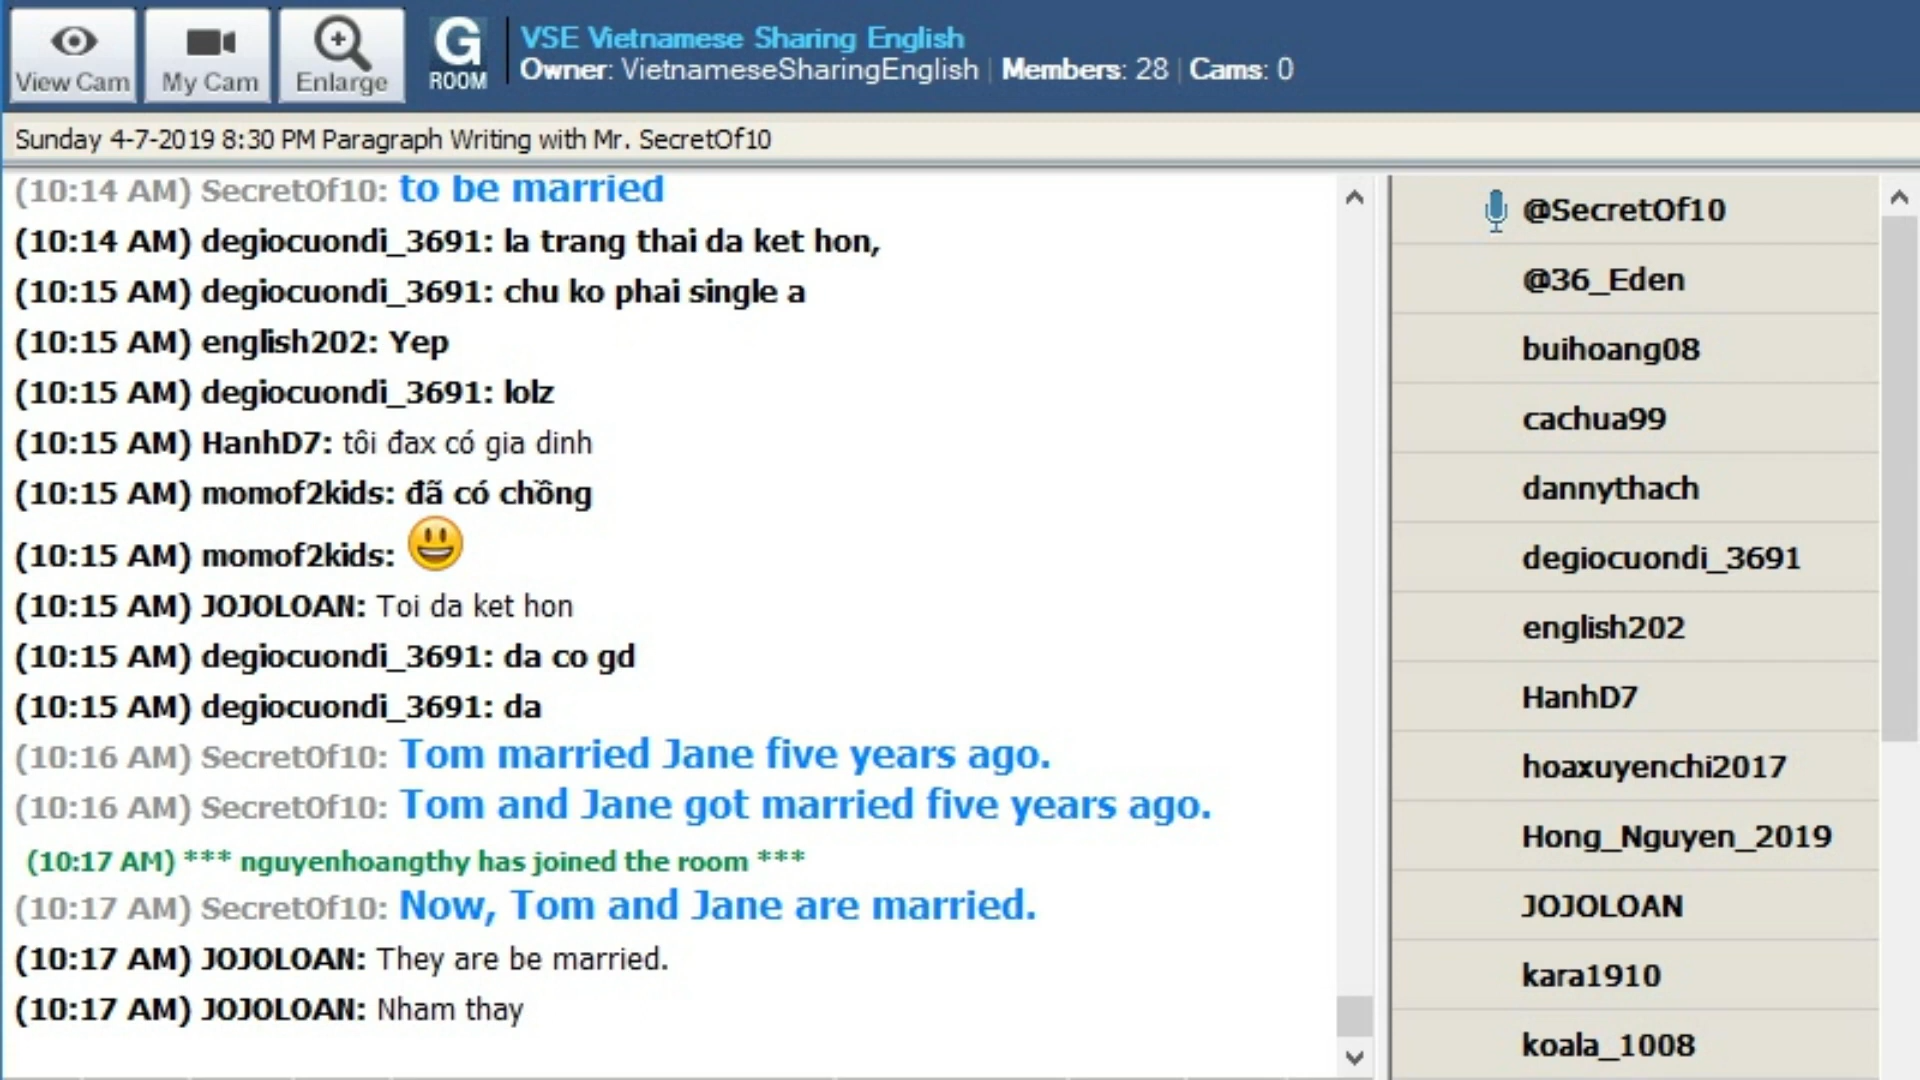 View Cam
My Cam
Enlarge
G
ROOM
VSE Vietnamese Sharing English
Owner: VietnameseSharingEnglish | Members: 28 | Cams: 0
Sunday 4-7-2019 8:30 PM Paragraph Writing with Mr. SecretOf10
(10:14 AM) SecretOf10: to be married
(10:14 AM) degiocuondi_3691: la trang thai da ket hon,
(10:15 AM) degiocuondi_3691: chu ko phai single a
(10:15 AM) english202: Yep
(10:15 AM) degiocuondi_3691: lolz
(10:15 AM) HanhD7: tôi đax có gia dinh
(10:15 AM) momof2kids: đã có chồng
(10:15 AM) momof2kids:
(10:15 AM) JOJOLOAN: Toi da ket hon
(10:15 AM) degiocuondi_3691: da co gd
(10:15 AM) degiocuondi_3691: da
(10:16 AM) SecretOf10: Tom married Jane five years ago.
(10:16 AM) SecretOf10: Tom and Jane got married five years ago.
(10:17 AM) *** nguyenhoangthy has joined the room ***
(10:17 AM) SecretOf10: Now, Tom and Jane are married.
(10:17 AM) JOJOLOAN: They are be married.
(10:17 AM) JOJOLOAN: Nham thay
@SecretOf10
@36_Eden
buihoang08
cachua99
dannythach
degiocuondi_3691
english202
HanhD7
hoaxuyenchi2017
Hong_Nguyen_2019
JOJOLOAN
kara1910
koala_1008